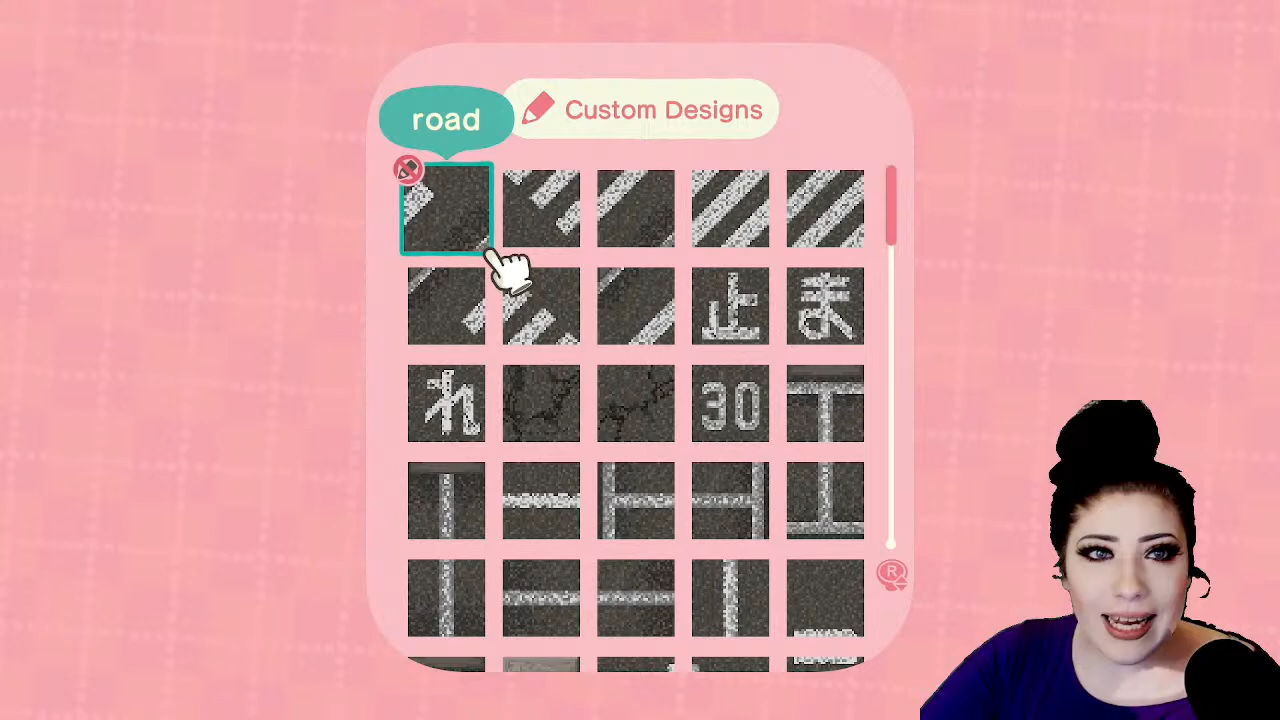 road
Custom Designs
止
ま
れ
30
R